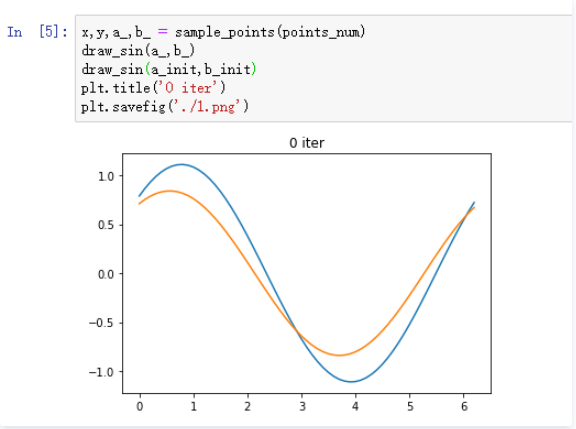 In [5]: x,y,a_,b_ = sample_points(points_num)
draw_sin(a_,b_)
draw_sin(a_init,b_init)
plt.title('0 iter')
plt.savefig('./1.png')
0 iter
1.0
0.5
0.0
−0.5
−1.0
0 1 2 3 4 5 6